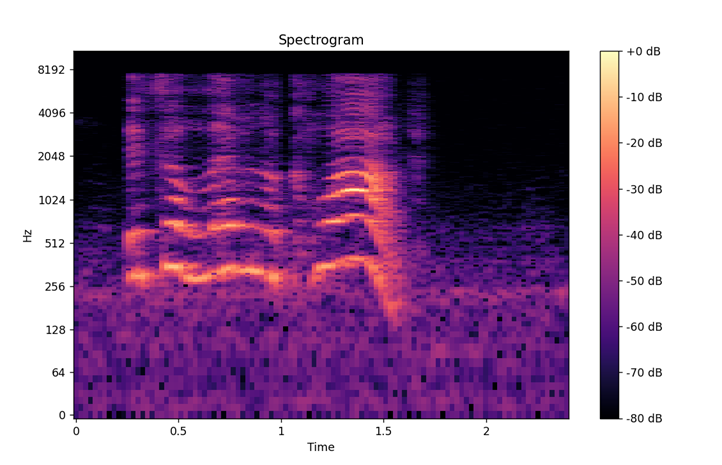 Spectrogram
Hz
8192
4096
2048
1024
512
256
128
64
0
0
0.5
1
1.5
2
Time
+0 dB
-10 dB
-20 dB
-30 dB
-40 dB
-50 dB
-60 dB
-70 dB
-80 dB